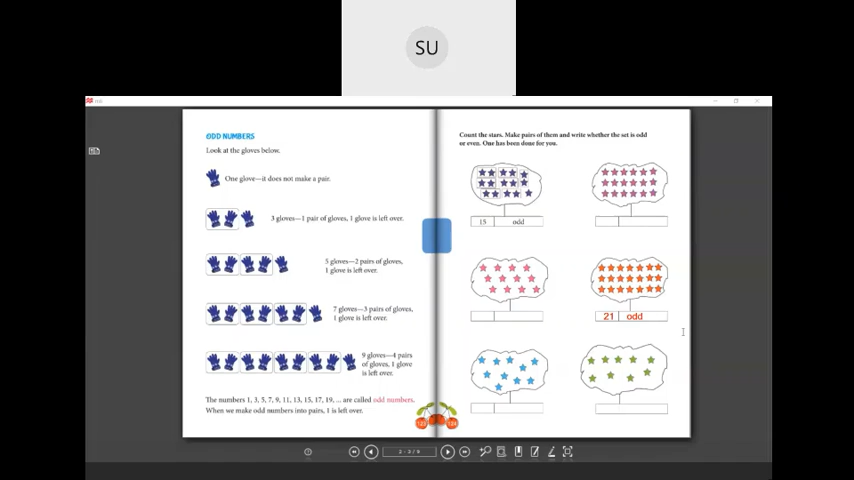 SU
ODD NUMBERS
Look at the gloves below.
One glove—it does not make a pair.
3 gloves—1 pair of gloves, 1 glove is left over.
5 gloves—2 pairs of gloves,
1 glove is left over.
7 gloves—3 pairs of gloves,
1 glove is left over.
9 gloves—4 pairs
of gloves, 1 glove
is left over.
The numbers 1, 3, 5, 7, 9, 11, 13, 15, 17, 19, ... are called odd numbers.
When we make odd numbers into pairs, 1 is left over.
123
Count the stars. Make pairs of them and write whether the set is odd
or even. One has been done for you.
15 odd
21 odd
124